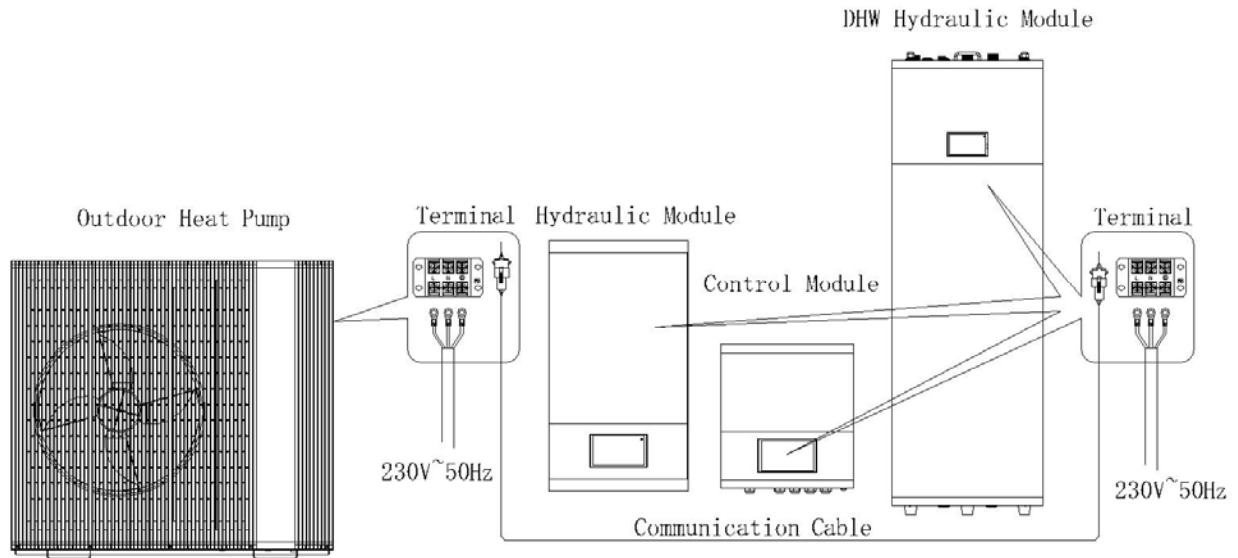 DHW Hydraulic Module
Outdoor Heat Pump
Terminal
Hydraulic Module
Terminal
Control Module
230V~50Hz
230V~50Hz
Communication Cable